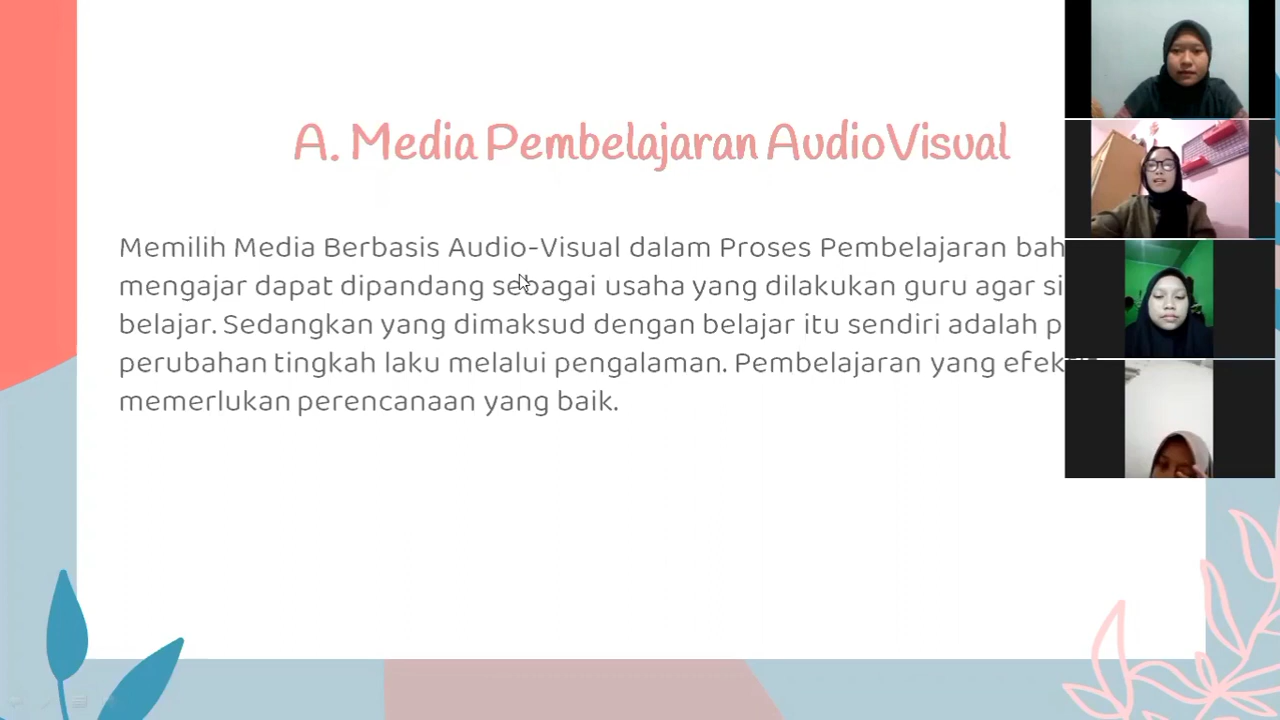 A. Media Pembelajaran AudioVisual
Memilih Media Berbasis Audio-Visual dalam Proses Pembelajaran
mengajar dapat dipandang sebagai usaha yang dilakukan guru agar
belajar. Sedangkan yang dimaksud dengan belajar itu sendiri adalah
perubahan tingkah laku melalui pengalaman. Pembelajaran yang
memerlukan perencanaan yang baik.